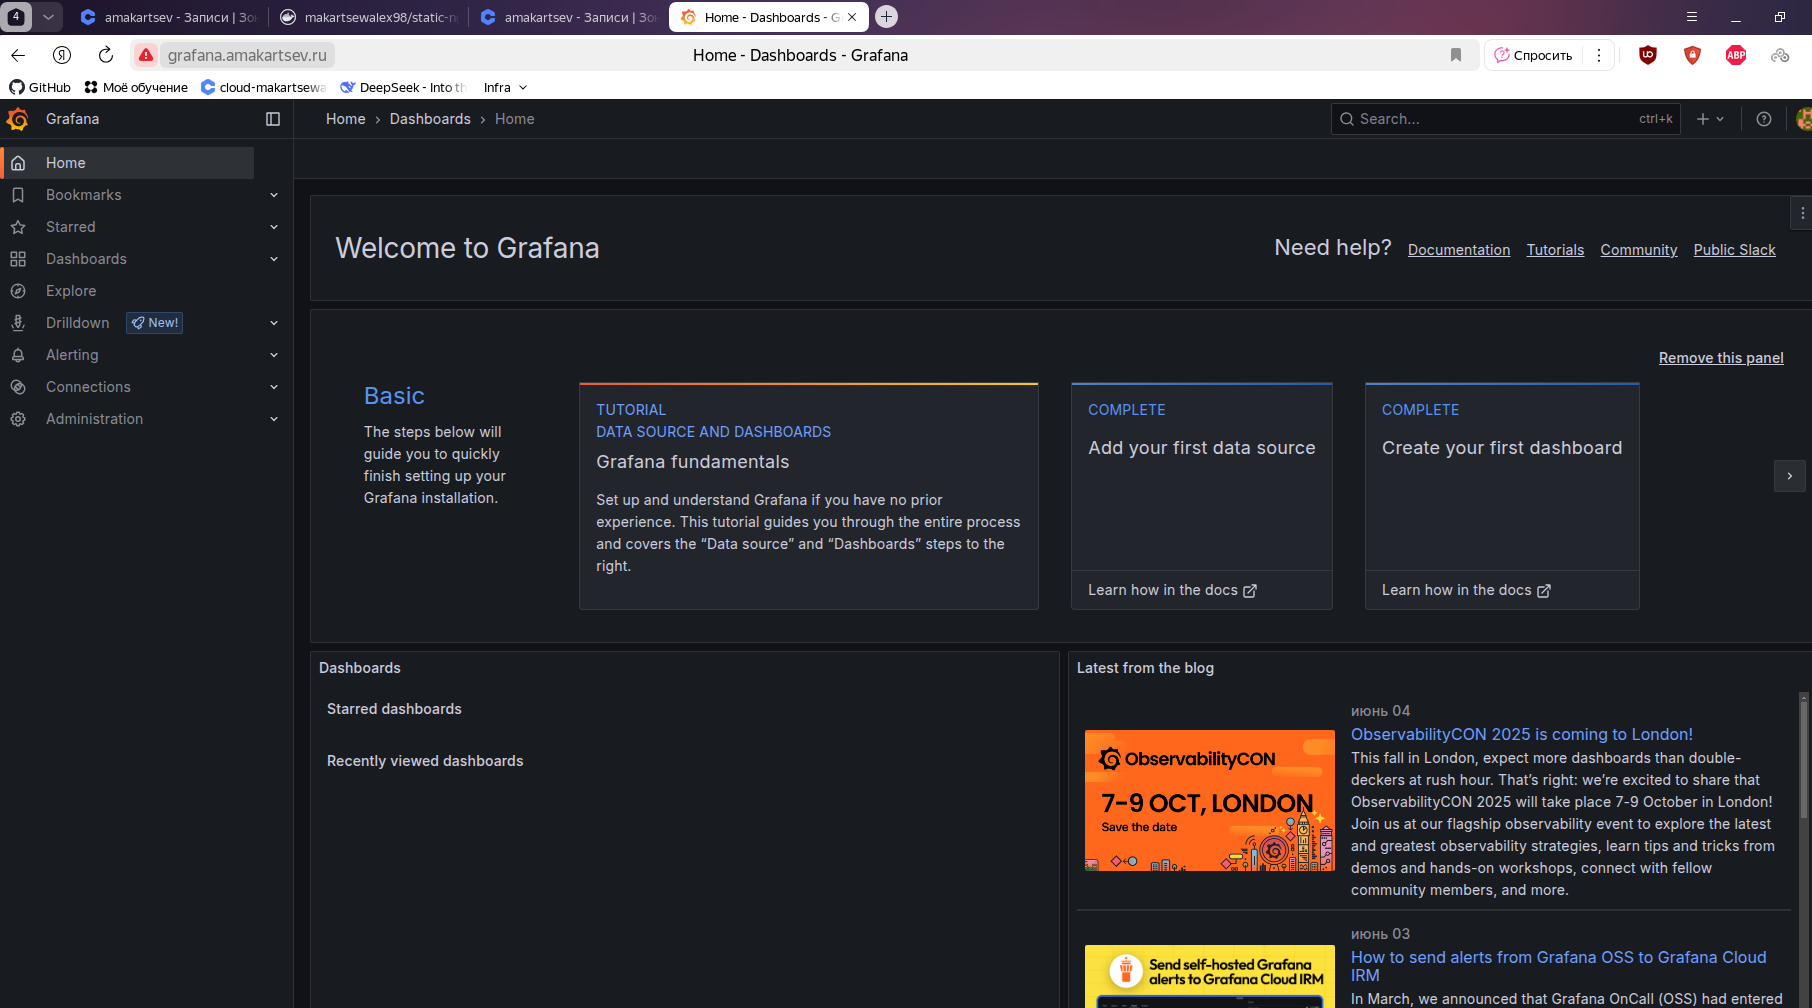 4
amakartsev - Записи | Зо
makartsewalex98/static-n
amakartsev - Записи | Зо
Home - Dashboards - G
grafana.amakartsev.ru
Home - Dashboards - Grafana
Спросить
ABP
GitHub
Моё обучение
cloud-makartsewa
DeepSeek - Into th
Infra
Grafana
Home › Dashboards › Home
Search...
ctrl+k
Home
Bookmarks
Starred
Dashboards
Explore
Drilldown
New!
Alerting
Connections
Administration
Welcome to Grafana
Need help?
Documentation
Tutorials
Community
Public Slack
Remove this panel
Basic
The steps below will
guide you to quickly
finish setting up your
Grafana installation.
TUTORIAL
DATA SOURCE AND DASHBOARDS
Grafana fundamentals
Set up and understand Grafana if you have no prior
experience. This tutorial guides you through the entire process
and covers the “Data source” and “Dashboards” steps to the
right.
COMPLETE
Add your first data source
Learn how in the docs
COMPLETE
Create your first dashboard
Learn how in the docs
Dashboards
Starred dashboards
Recently viewed dashboards
Latest from the blog
ObservabilityCON
7-9 OCT, LONDON
Save the date
июнь 04
ObservabilityCON 2025 is coming to London!
This fall in London, expect more dashboards than double-
deckers at rush hour. That’s right: we’re excited to share that
ObservabilityCON 2025 will take place 7-9 October in London!
Join us at our flagship observability event to explore the latest
and greatest observability strategies, learn tips and tricks from
demos and hands-on workshops, connect with fellow
community members, and more.
Send self-hosted Grafana
alerts to Grafana Cloud IRM
июнь 03
How to send alerts from Grafana OSS to Grafana Cloud
IRM
In March, we announced that Grafana OnCall (OSS) had entered